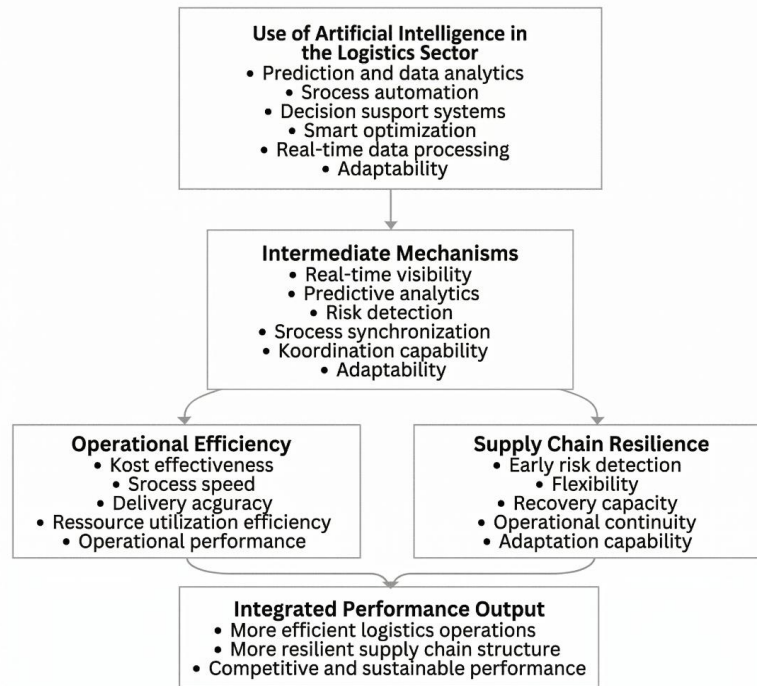 Use of Artificial Intelligence in
the Logistics Sector
• Prediction and data analytics
• Srocess automation
• Decision susport systems
• Smart optimization
• Real-time data processing
• Adaptability
Intermediate Mechanisms
• Real-time visibility
• Predictive analytics
• Risk detection
• Srocess synchronization
• Koordination capability
• Adaptability
Operational Efficiency
• Kost effectiveness
• Srocess speed
• Delivery acguracy
• Ressource utilization efficiency
• Operational performance
Supply Chain Resilience
• Early risk detection
• Flexibility
• Recovery capacity
• Operational continuity
• Adaptation capability
Integrated Performance Output
• More efficient logistics operations
• More resilient supply chain structure
• Competitive and sustainable performance